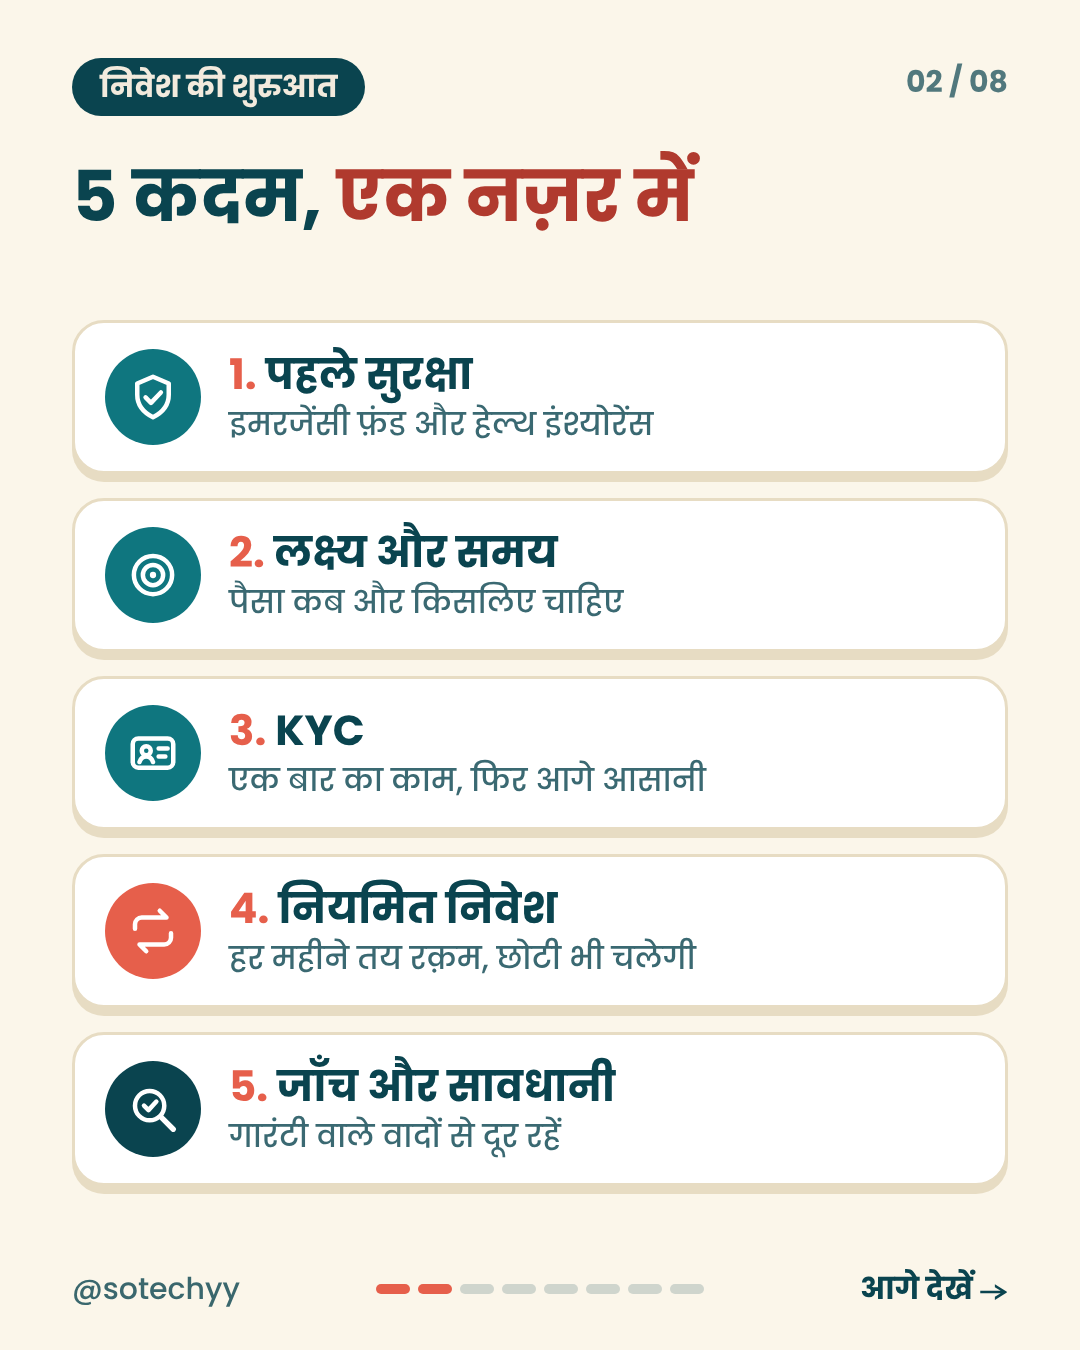 निवेश की शुरुआत
02 / 08
5 कदम, एक नज़र में
1. पहले सुरक्षा
इमरजेंसी फ़ंड और हेल्थ इंश्योरेंस
2. लक्ष्य और समय
पैसा कब और किसलिए चाहिए
3. KYC
एक बार का काम, फिर आगे आसानी
4. नियमित निवेश
हर महीने तय रक़म, छोटी भी चलेगी
5. जाँच और सावधानी
गारंटी वाले वादों से दूर रहें
@sotechyy
आगे देखें →